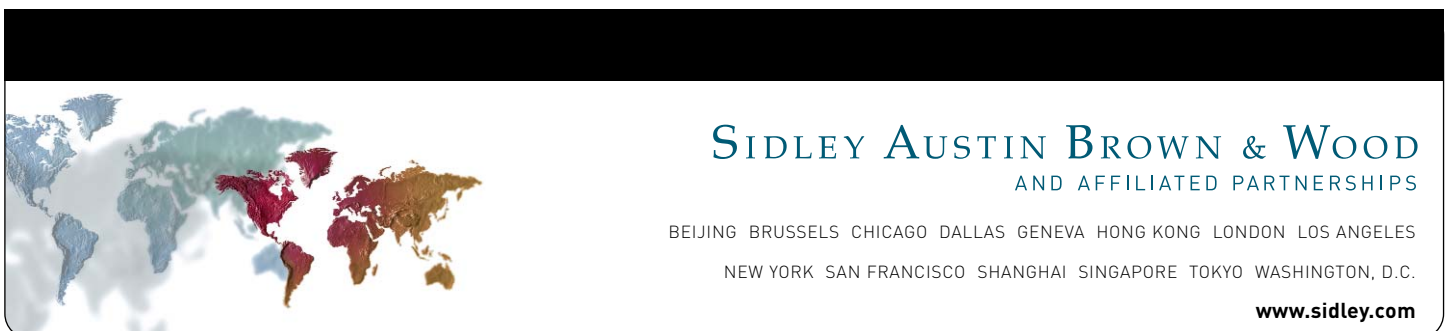 SIDLEY AUSTIN BROWN & WOOD
AND AFFILIATED PARTNERSHIPS
BEIJING BRUSSELS CHICAGO DALLAS GENEVA HONG KONG LONDON LOS ANGELES
NEW YORK SAN FRANCISCO SHANGHAI SINGAPORE TOKYO WASHINGTON, D.C.
www.sidley.com